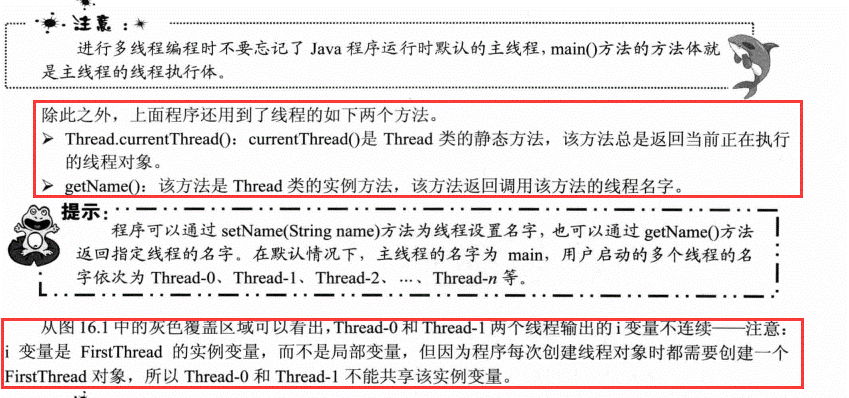 注意：
进行多线程编程时不要忘记了 Java 程序运行时默认的主线程，main()方法的方法体就
是主线程的线程执行体。
除此之外，上面程序还用到了线程的如下两个方法。
➢ Thread.currentThread()：currentThread()是 Thread 类的静态方法，该方法总是返回当前正在执行
的线程对象。
➢ getName()：该方法是 Thread 类的实例方法，该方法返回调用该方法的线程名字。
提示：
程序可以通过 setName(String name)方法为线程设置名字，也可以通过 getName()方法
返回指定线程的名字。在默认情况下，主线程的名字为 main，用户启动的多个线程的名
字依次为 Thread-0、Thread-1、Thread-2、…、Thread-n 等。
从图 16.1 中的灰色覆盖区域可以看出，Thread-0 和 Thread-1 两个线程输出的 i 变量不连续——注意：
i 变量是 FirstThread 的实例变量，而不是局部变量，但因为程序每次创建线程对象时都需要创建一个
FirstThread 对象，所以 Thread-0 和 Thread-1 不能共享该实例变量。